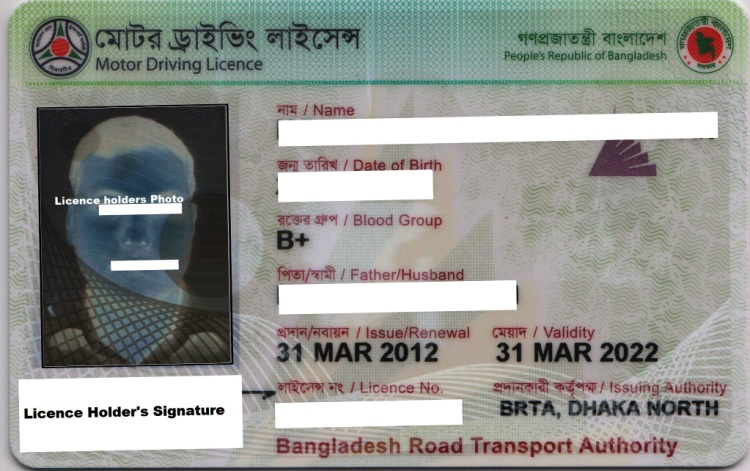 মোটর ড্রাইভিং লাইসেন্স
Motor Driving Licence
গণপ্রজাতন্ত্রী বাংলাদেশ
People's Republic of Bangladesh
নাম / Name
জন্ম তারিখ / Date of Birth
রক্তের গ্রুপ / Blood Group
B+
পিতা/স্বামী / Father/Husband
প্রদান/নবায়ন / Issue/Renewal
31 MAR 2012
মেয়াদ / Validity
31 MAR 2022
লাইসেন্স নং / Licence No.
প্রদানকারী কর্তৃপক্ষ / Issuing Authority
BRTA, DHAKA NORTH
Bangladesh Road Transport Authority
Licence holders Photo
Licence Holder's Signature